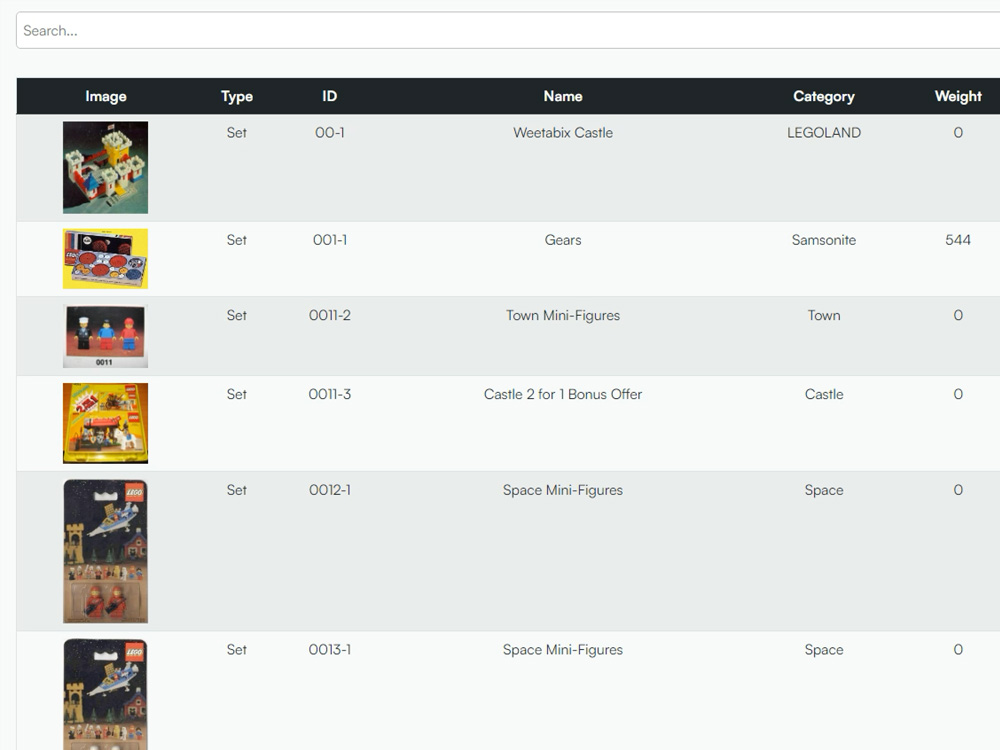 Search...
Image Type ID Name Category Weight
Set 00-1 Weetabix Castle LEGOLAND 0
Set 001-1 Gears Samsonite 544
LEGO
Set 0011-2 Town Mini-Figures Town 0
0011
Set 0011-3 Castle 2 for 1 Bonus Offer Castle 0
Set 0012-1 Space Mini-Figures Space 0
LEGO
Set 0013-1 Space Mini-Figures Space 0
LEGO